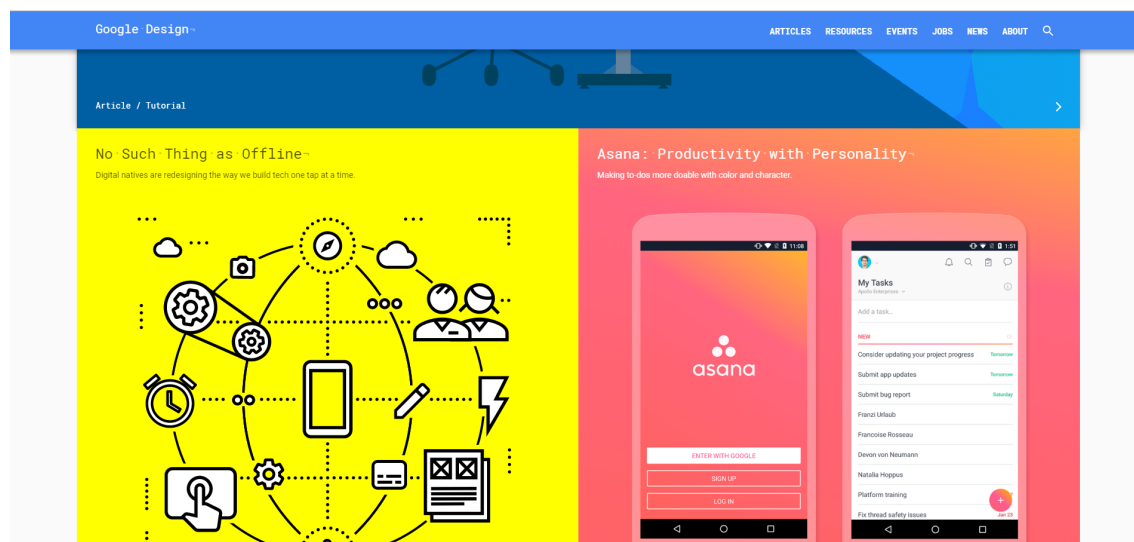 Google·Design¬
ARTICLES RESOURCES EVENTS JOBS NEWS ABOUT
Article / Tutorial
No·Such·Thing·as·Offline¬
Digital natives are redesigning the way we build tech one tap at a time.
Asana:·Productivity·with·Personality¬
Making to-dos more doable with color and character.
11:08
asana
ENTER WITH GOOGLE
SIGN UP
LOG IN
1:51
My Tasks
Apollo Enterprises
Add a task...
NEW
Consider updating your project progress Tomorrow
Submit app updates Tomorrow
Submit bug report Saturday
Franzi Urlaub
Francoise Rosseau
Devon von Neumann
Natalia Hoppus
Platform training
Fix thread safety issues Jan 23